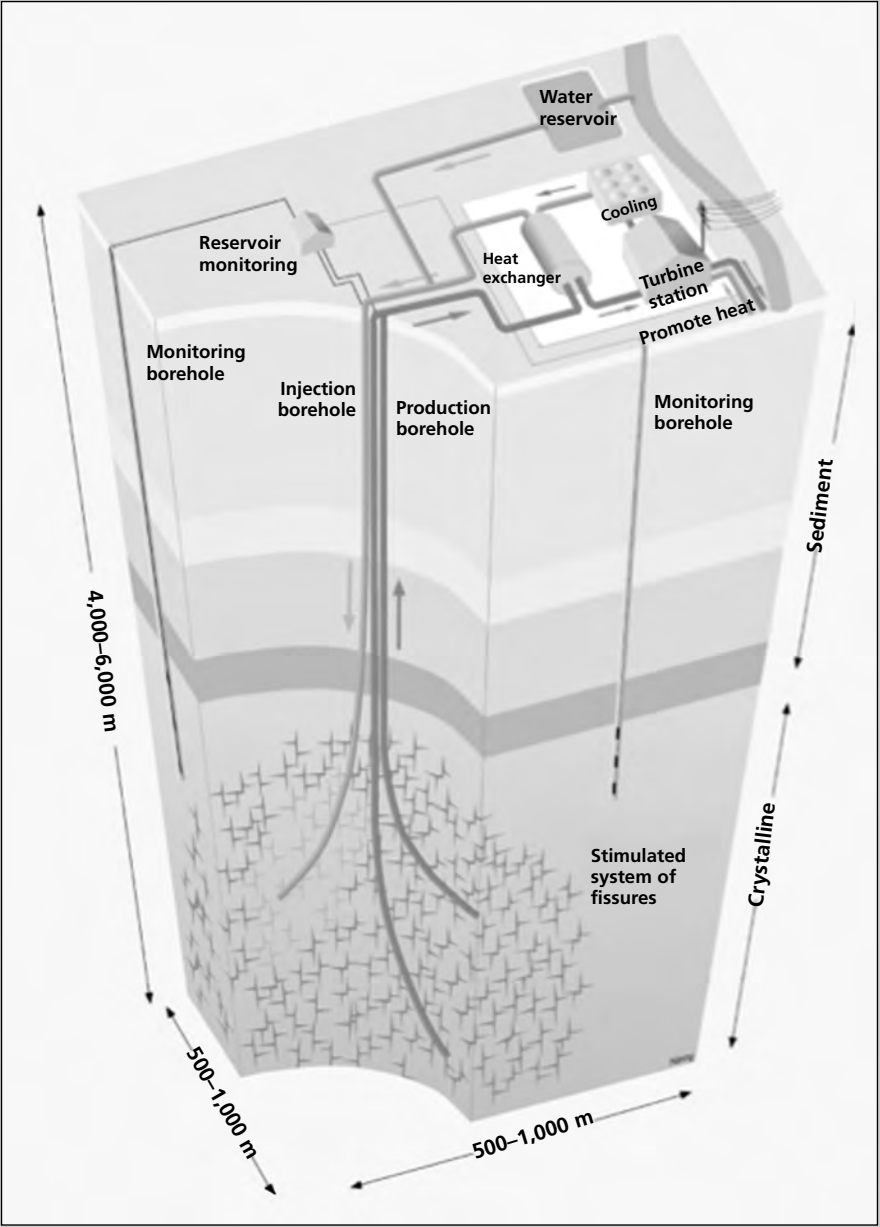 Water
reservoir
Cooling
Reservoir
monitoring
Heat
exchanger
Turbine
station
Promote heat
Monitoring
borehole
Injection
borehole
Production
borehole
Monitoring
borehole
Sediment
4,000–6,000 m
Crystalline
Stimulated
system of
fissures
500–1,000 m
500–1,000 m